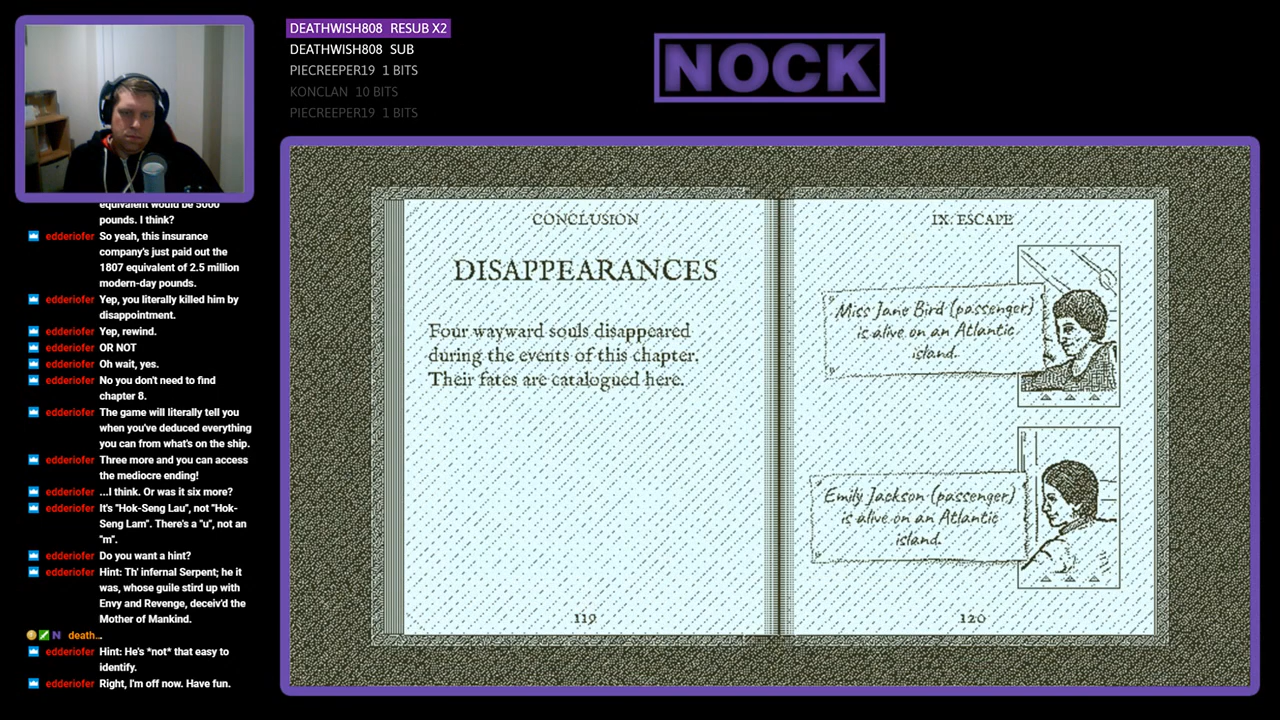 DEATHWISH808 RESUB X2
DEATHWISH808 SUB
PIECREEPER19 1 BITS
KONCLAN 10 BITS
PIECREEPER19 1 BITS
NOCK
equivalent would be 5000
pounds. I think?
edderiofer So yeah, this insurance
company's just paid out the
1807 equivalent of 2.5 million
modern-day pounds.
edderiofer Yep, you literally killed him by
disappointment.
edderiofer Yep, rewind.
edderiofer OR NOT
edderiofer Oh wait, yes.
edderiofer No you don't need to find
chapter 8.
edderiofer The game will literally tell you
when you've deduced everything
you can from what's on the ship.
edderiofer Three more and you can access
the mediocre ending!
edderiofer ...I think. Or was it six more?
edderiofer It's "Hok-Seng Lau", not "Hok-
Seng Lam". There's a "u", not an
"m".
edderiofer Do you want a hint?
edderiofer Hint: Th' infernal Serpent; he it
was, whose guile stird up with
Envy and Revenge, deceiv'd the
Mother of Mankind.
N death...
edderiofer Hint: He's *not* that easy to
identify.
edderiofer Right, I'm off now. Have fun.
CONCLUSION
DISAPPEARANCES
Four wayward souls disappeared
during the events of this chapter.
Their fates are catalogued here.
119
IX: ESCAPE
"Miss Jane Bird (passenger)
is alive on an Atlantic
island."
"Emily Jackson (passenger)
is alive on an Atlantic
island."
120